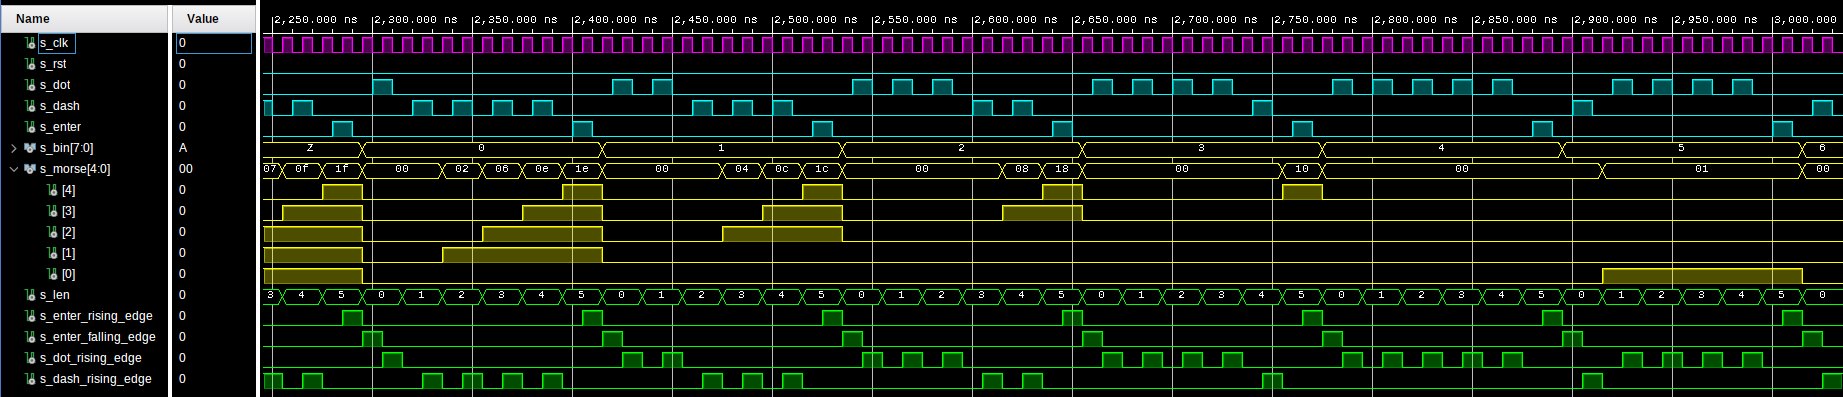 Name Value 2,250.000 ns 2,300.000 ns 2,350.000 ns 2,400.000 ns 2,450.000 ns 2,500.000 ns 2,550.000 ns 2,600.000 ns 2,650.000 ns 2,700.000 ns 2,750.000 ns 2,800.000 ns 2,850.000 ns 2,900.000 ns 2,950.000 ns 3,000.000 ns
s_clk 0
s_rst 0
s_dot 0
s_dash 0
s_enter 0
s_bin[7:0] A Z 0 1 2 3 4 5 6
s_morse[4:0] 00 07 0f 1f 00 02 06 0e 1e 00 04 0c 1c 00 08 18 00 10 00 01 00
[4] 0
[3] 0
[2] 0
[1] 0
[0] 0
s_len 0 3 4 5 0 1 2 3 4 5 0 1 2 3 4 5 0 1 2 3 4 5 0 1 2 3 4 5 0 1 2 3 4 5 0 1 2 3 4 5 0
s_enter_rising_edge 0
s_enter_falling_edge 0
s_dot_rising_edge 0
s_dash_rising_edge 0